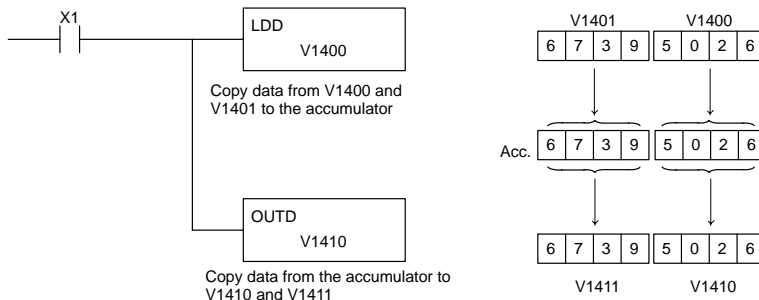 X1
LDD
V1400
Copy data from V1400 and
V1401 to the accumulator
OUTD
V1410
Copy data from the accumulator to
V1410 and V1411
V1401 V1400
6 7 3 9 5 0 2 6
Acc. 6 7 3 9 5 0 2 6
6 7 3 9 5 0 2 6
V1411 V1410